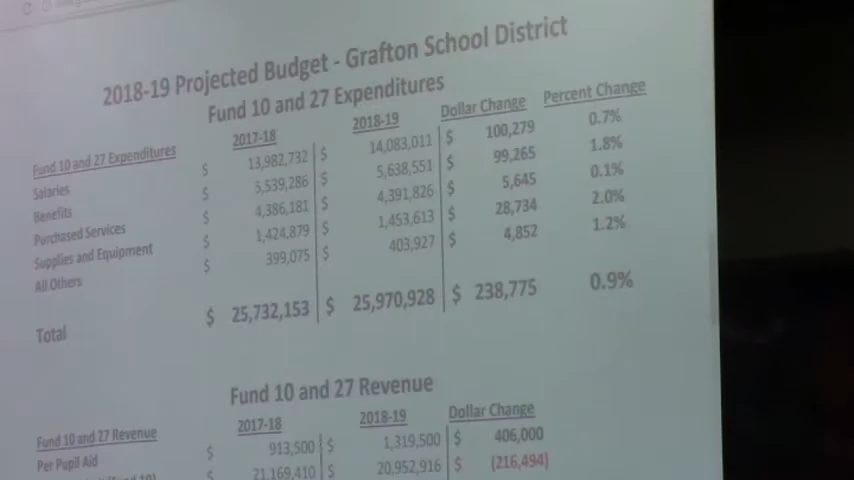 2018-19 Projected Budget - Grafton School District
Fund 10 and 27 Expenditures
Fund 10 and 27 Expenditures 2017-18 2018-19 Dollar Change Percent Change
Salaries $ 13,982,732 $ 14,083,011 $ 100,279 0.7%
Benefits $ 5,539,286 $ 5,638,551 $ 99,265 1.8%
Purchased Services $ 4,386,181 $ 4,391,826 $ 5,645 0.1%
Supplies and Equipment $ 1,424,879 $ 1,453,613 $ 28,734 2.0%
All Others $ 399,075 $ 403,927 $ 4,852 1.2%
Total $ 25,732,153 $ 25,970,928 $ 238,775 0.9%
Fund 10 and 27 Revenue
Fund 10 and 27 Revenue 2017-18 2018-19 Dollar Change
Per Pupil Aid $ 913,500 $ 1,319,500 $ 406,000
$ 21,169,410 $ 20,952,916 $ (216,494)